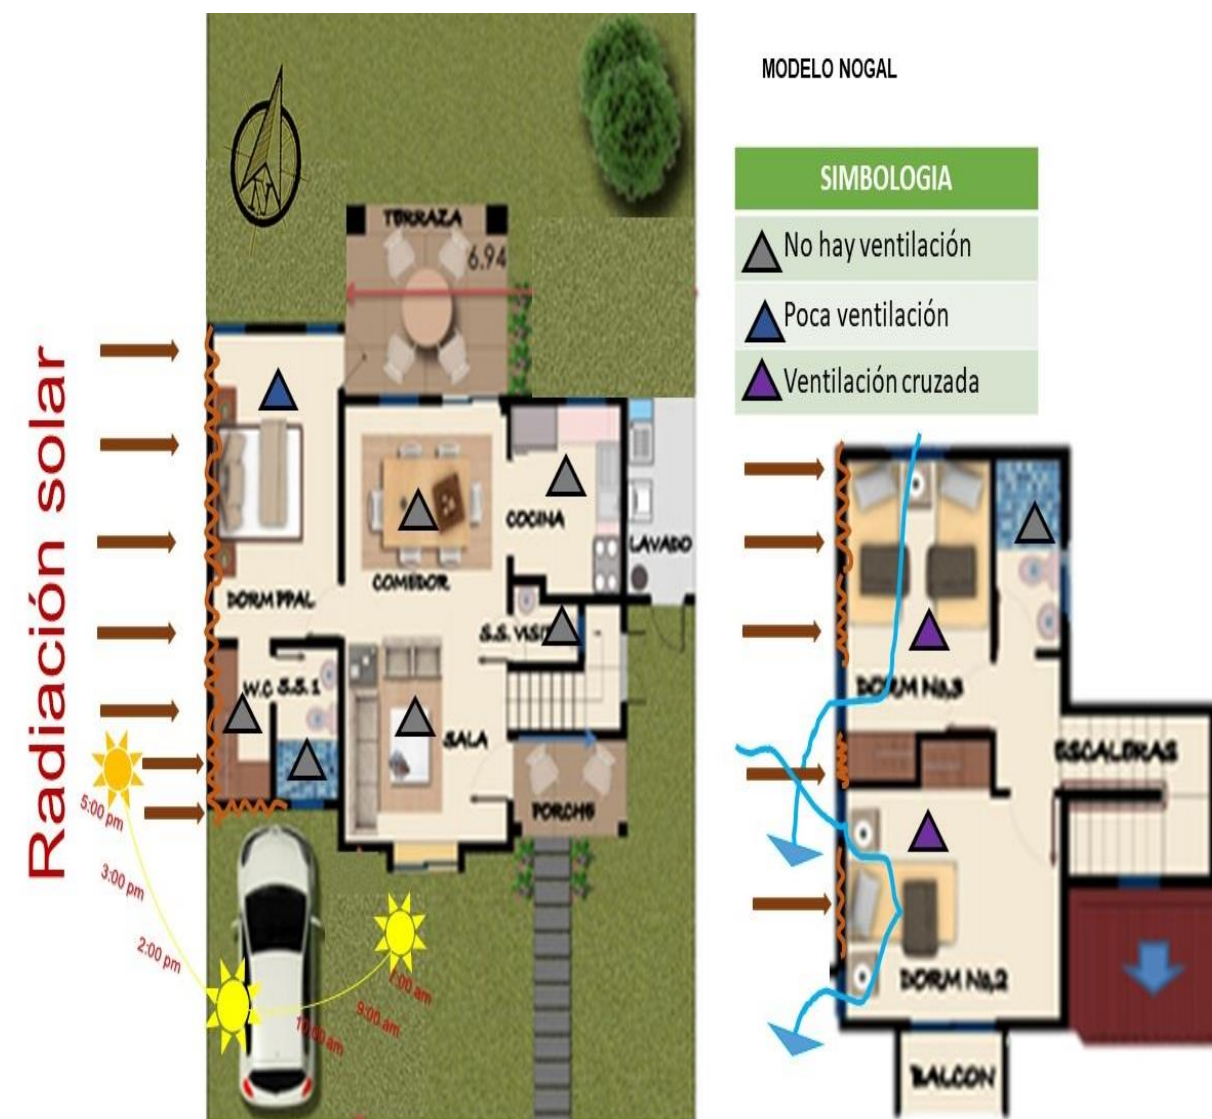 MODELO NOGAL
SIMBOLOGIA
No hay ventilación
Poca ventilación
Ventilación cruzada
Radiación solar
N
TERRAZA
6.94
COCINA
LAVADO
COMEDOR
DORM PPAL
S.S. VISIT
W.C S.S.1
SALA
PORCHE
5:00 pm
3:00 pm
2:00 pm
10:00 am
9:00 am
DORM No,3
ESCALERAS
DORM No,2
BALCON